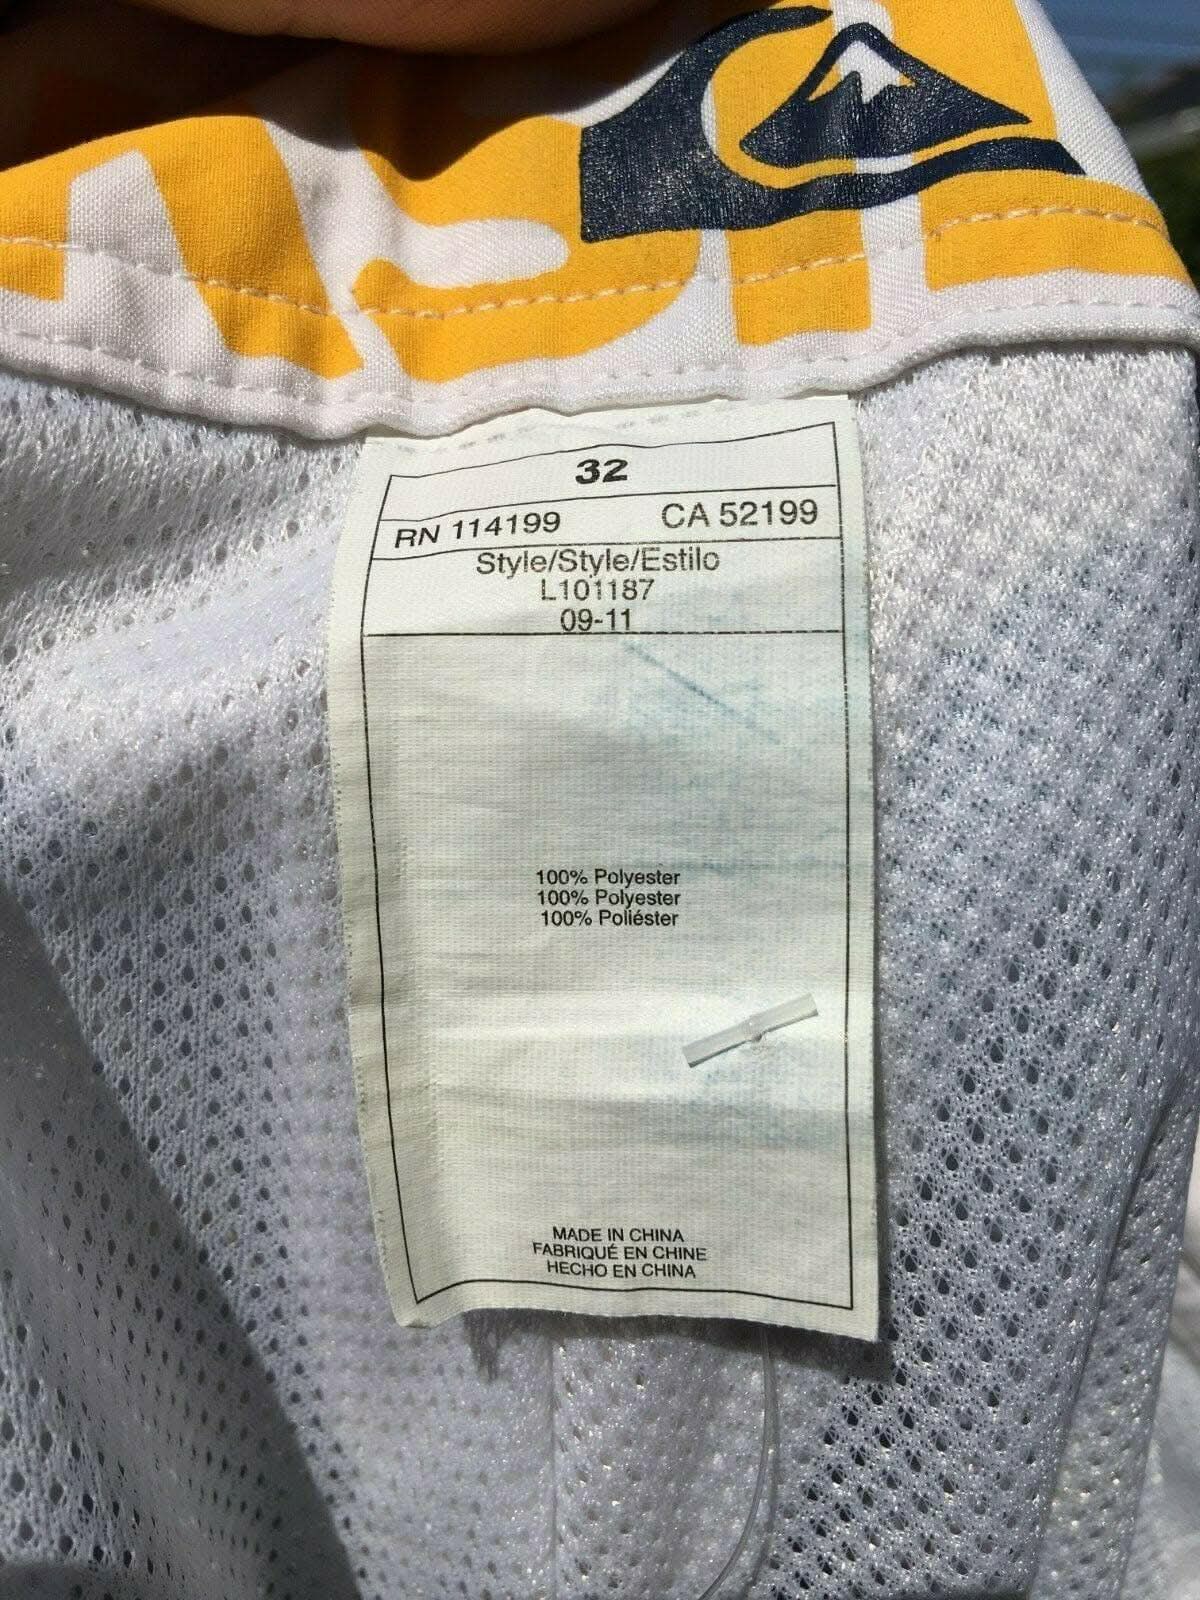 32
RN 114199 CA 52199
Style/Style/Estilo
L101187
09-11
100% Polyester
100% Polyester
100% Poliéster
MADE IN CHINA
FABRIQUÉ EN CHINE
HECHO EN CHINA